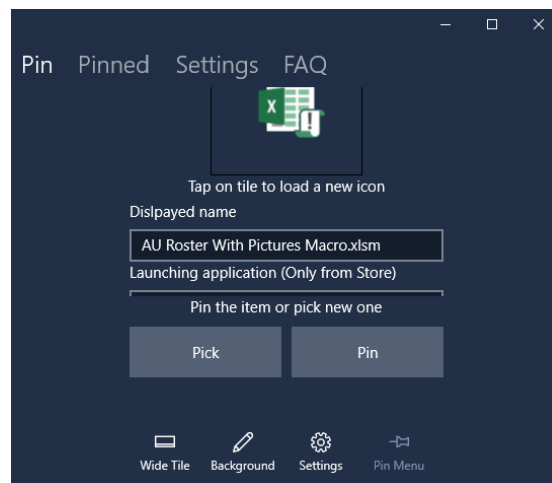 Pin Pinned Settings FAQ
Tap on tile to load a new icon
Dislpayed name
AU Roster With Pictures Macro.xlsm
Launching application (Only from Store)
Pin the item or pick new one
Pick Pin
Wide Tile Background Settings Pin Menu